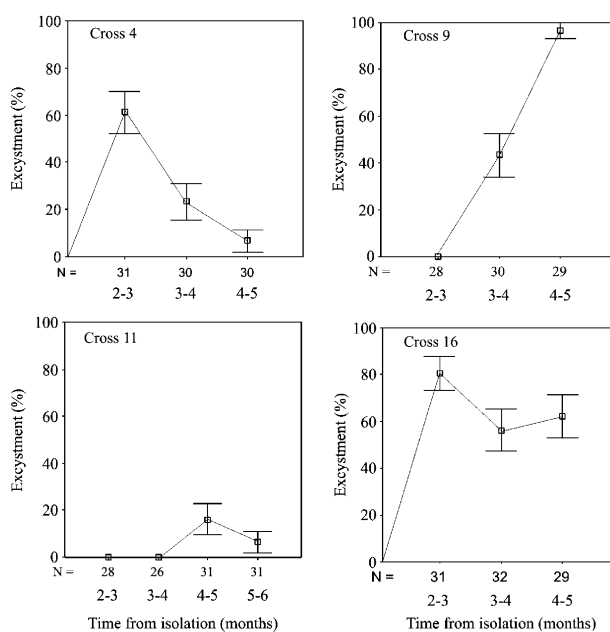 Cross 4
Excystment (%)
100
80
60
40
20
0
N = 31 30 30
2-3 3-4 4-5
Cross 9
Excystment (%)
100
80
60
40
20
0
N = 28 30 29
2-3 3-4 4-5
Cross 11
Excystment (%)
100
80
60
40
20
0
N = 28 26 31 31
2-3 3-4 4-5 5-6
Time from isolation (months)
Cross 16
Excystment (%)
100
80
60
40
20
0
N = 31 32 29
2-3 3-4 4-5
Time from isolation (months)